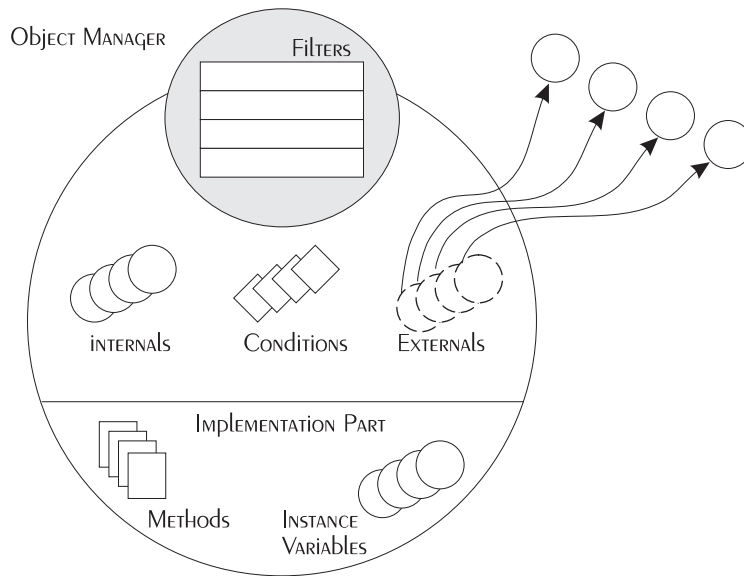 Object Manager
Filters
internals
Conditions
Externals
Implementation Part
Methods
Instance
Variables